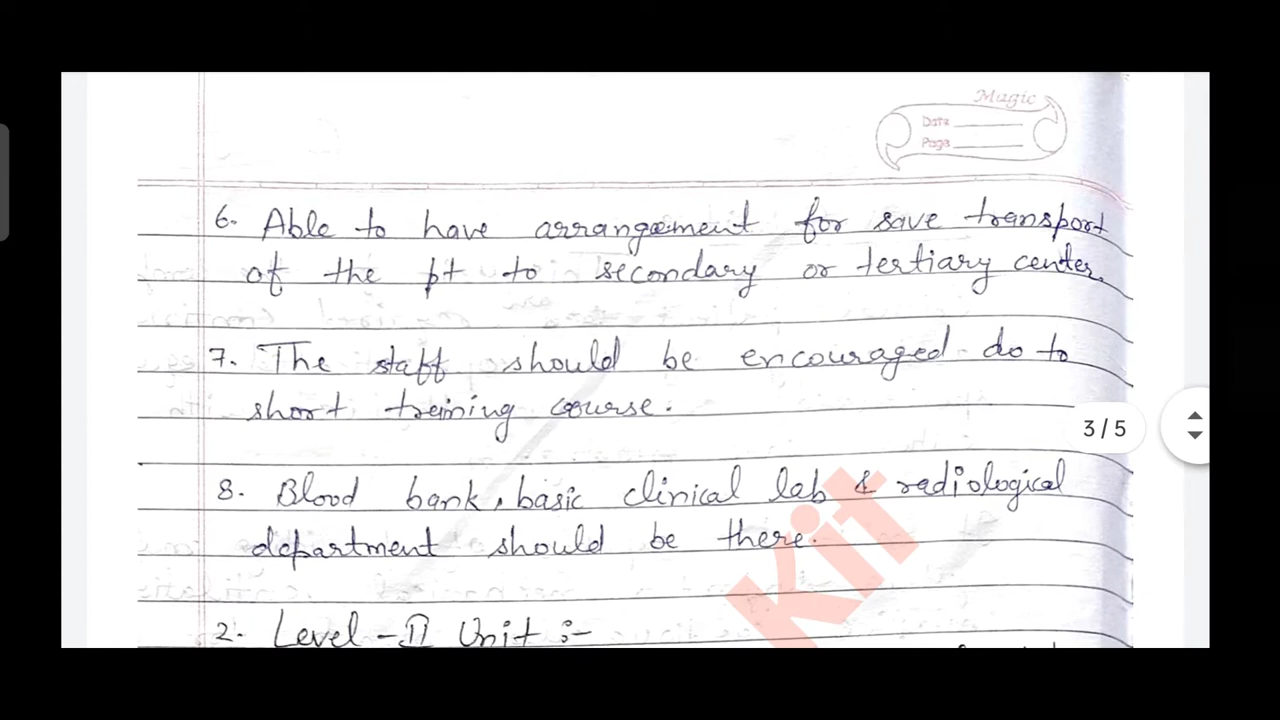 Magic
Date
Page
6. Able to have arrangement for save transport
of the pt to secondary or tertiary center.
7. The staff should be encouraged do to
short treining course.
3/5
8. Blood bank, basic clinical lab & radiological
department should be there.
Kit
2. Level-II Unit :-